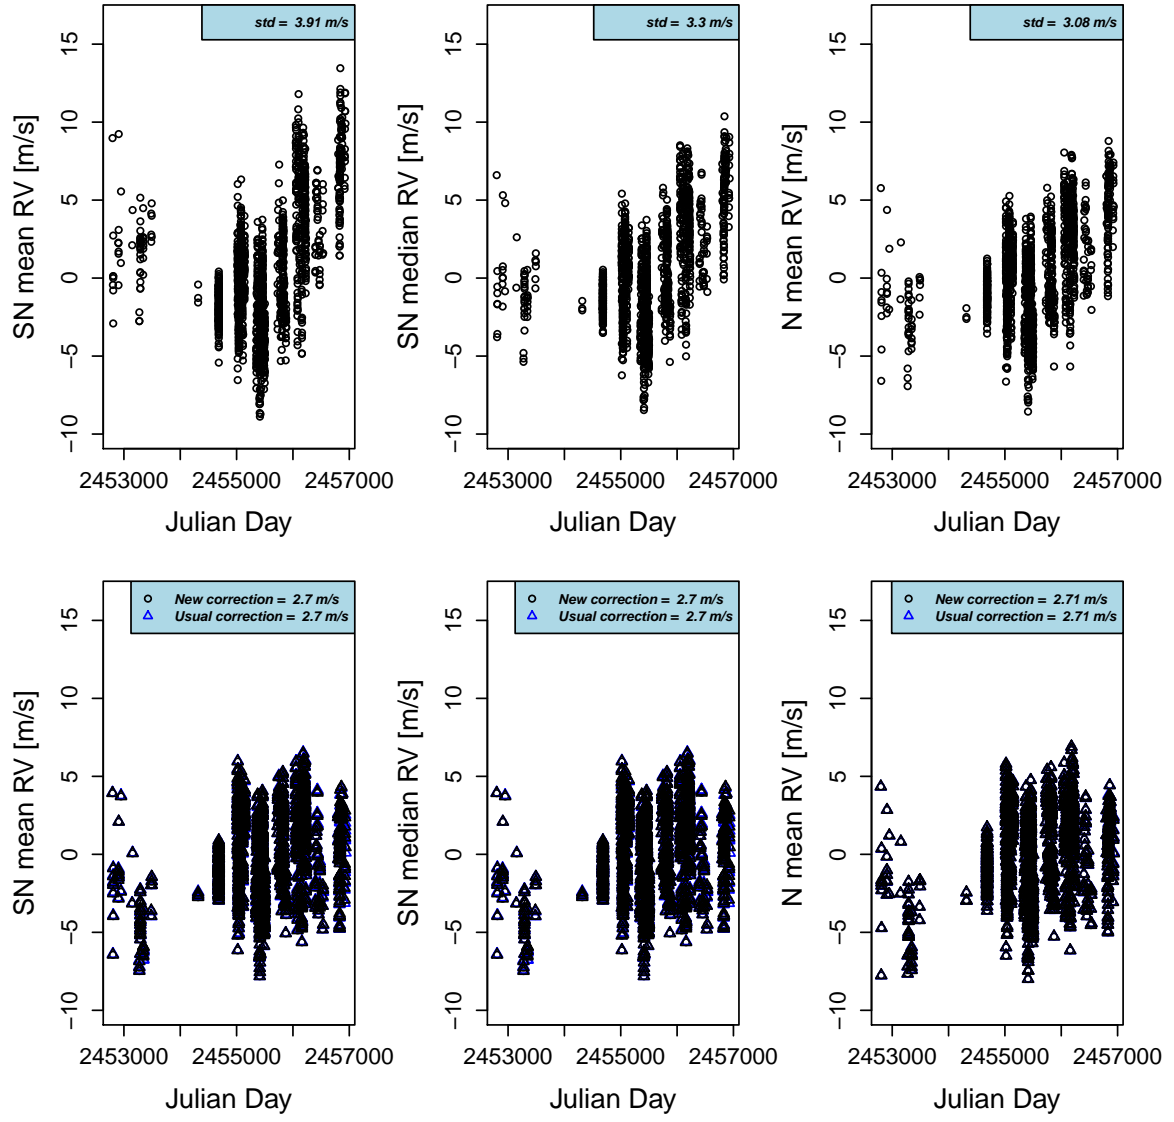 std = 3.91 m/s
SN mean RV [m/s]
−10 −5 0 5 10 15
2453000 2455000 2457000
Julian Day
std = 3.3 m/s
SN median RV [m/s]
−10 −5 0 5 10 15
2453000 2455000 2457000
Julian Day
std = 3.08 m/s
N mean RV [m/s]
−10 −5 0 5 10 15
2453000 2455000 2457000
Julian Day
New correction = 2.7 m/s
Usual correction = 2.7 m/s
SN mean RV [m/s]
−10 −5 0 5 10 15
2453000 2455000 2457000
Julian Day
New correction = 2.7 m/s
Usual correction = 2.7 m/s
SN median RV [m/s]
−10 −5 0 5 10 15
2453000 2455000 2457000
Julian Day
New correction = 2.71 m/s
Usual correction = 2.71 m/s
N mean RV [m/s]
−10 −5 0 5 10 15
2453000 2455000 2457000
Julian Day